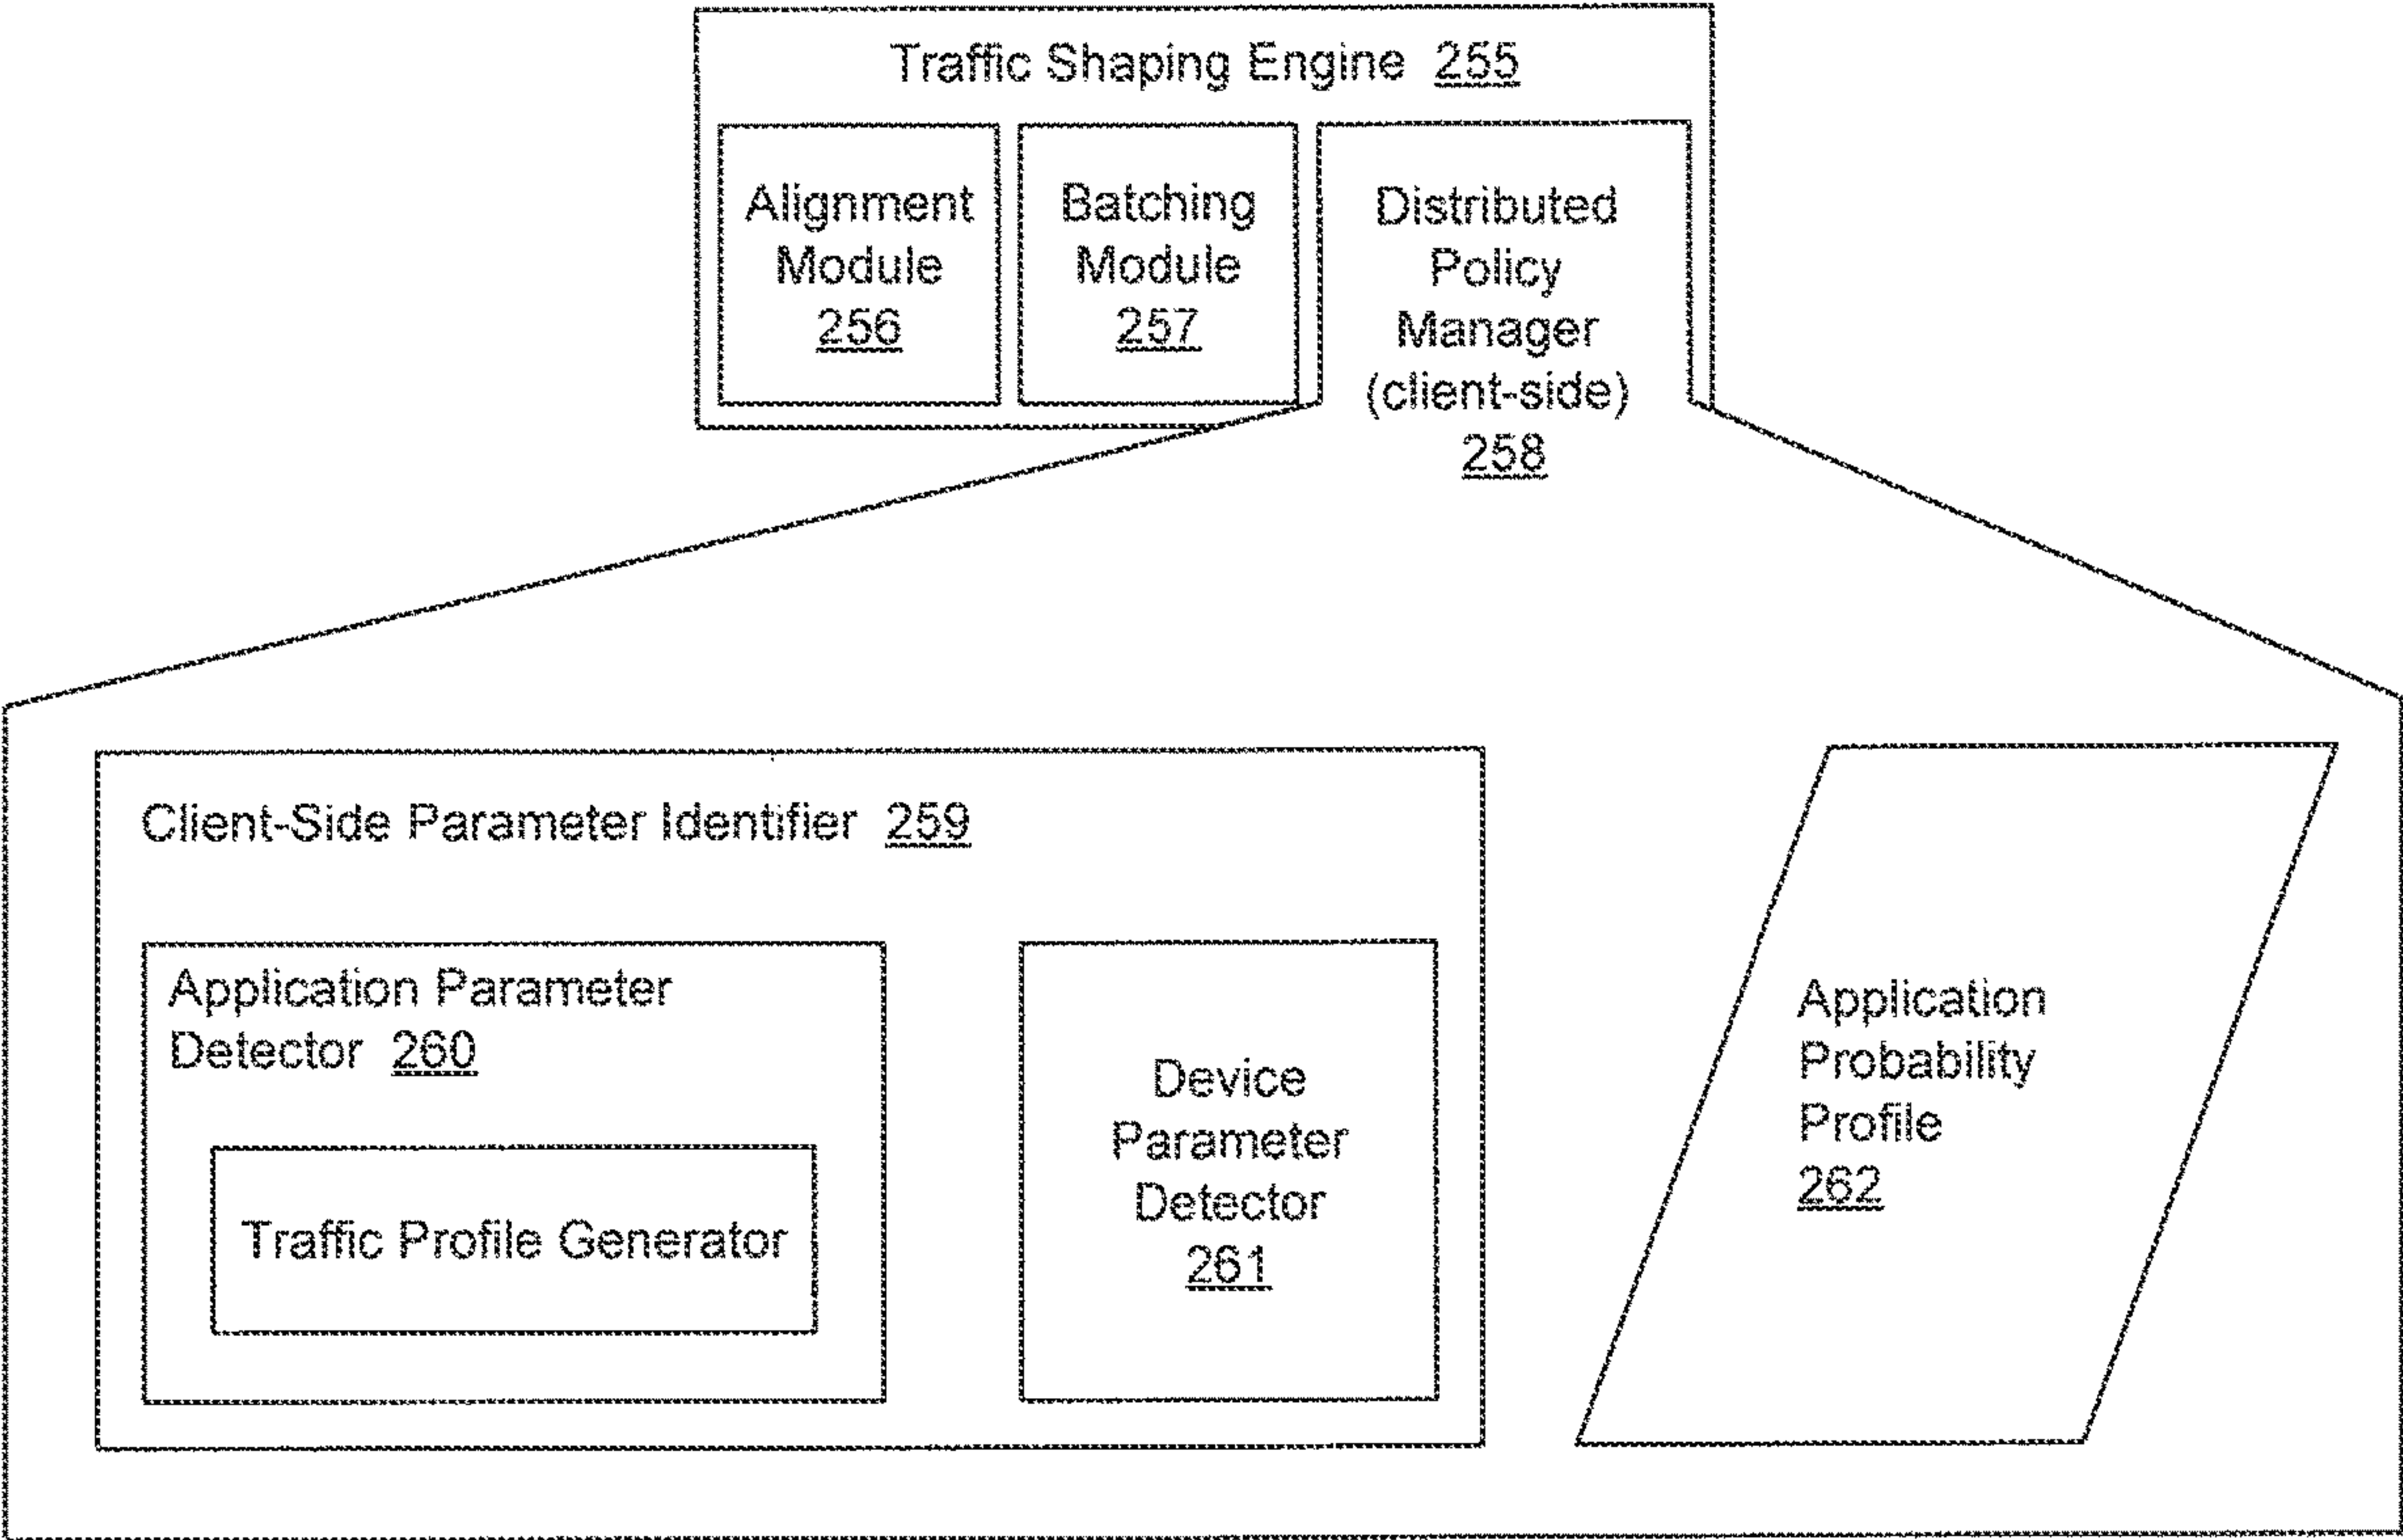 Traffic Shaping Engine 255
Alignment
Module
256
Batching
Module
257
Distributed
Policy
Manager
(client-side)
258
Client-Side Parameter Identifier 259
Application Parameter
Detector 260
Traffic Profile Generator
Device
Parameter
Detector
261
Application
Probability
Profile
262